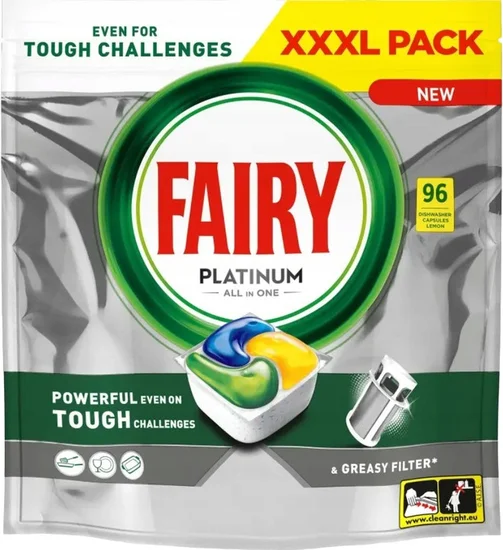 EVEN FOR
TOUGH CHALLENGES
XXXL PACK
NEW
FAIRY
PLATINUM
ALL IN ONE
96
DISHWASHER
CAPSULES
LEMON
POWERFUL EVEN ON
TOUGH CHALLENGES
& GREASY FILTER*
www.cleanright.eu
© A.I.S.E.